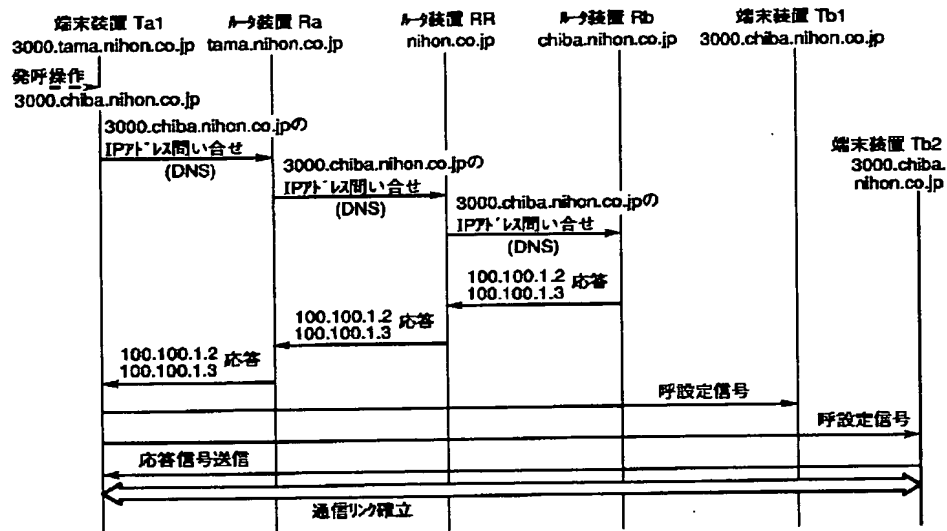 端末装置 Ta1
3000.tama.nihon.co.jp
ルータ装置 Ra
tama.nihon.co.jp
ルータ装置 RR
nihon.co.jp
ルータ装置 Rb
chiba.nihon.co.jp
端末装置 Tb1
3000.chiba.nihon.co.jp
発呼操作
3000.chiba.nihon.co.jp
3000.chiba.nihon.co.jpの
IPアドレス問い合せ
(DNS)
端末装置 Tb2
3000.chiba.
nihon.co.jp
3000.chiba.nihon.co.jpの
IPアドレス問い合せ
(DNS)
3000.chiba.nihon.co.jpの
IPアドレス問い合せ
(DNS)
100.100.1.2 応答
100.100.1.3
100.100.1.2 応答
100.100.1.3
100.100.1.2 応答
100.100.1.3
呼設定信号
呼設定信号
応答信号送信
通信リンク確立